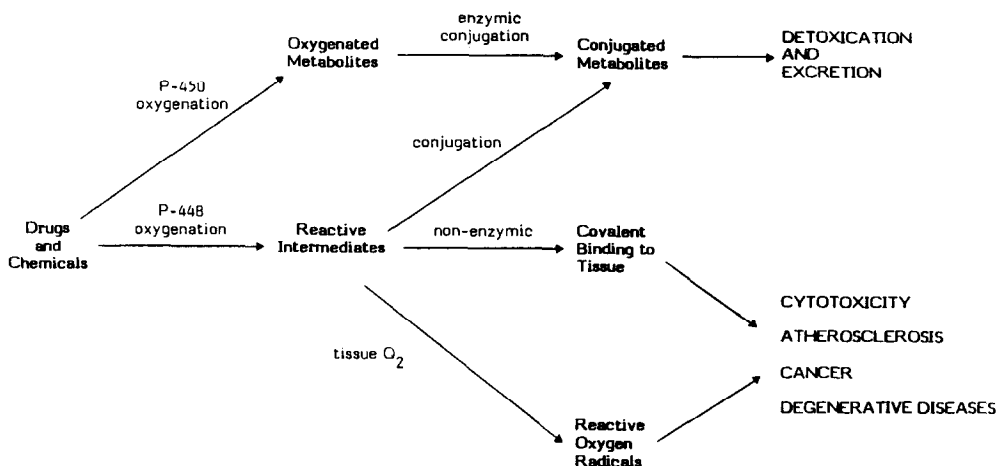 enzymic
conjugation
Oxygenated
Metabolites
Conjugated
Metabolites
DETOXICATION
AND
EXCRETION
P-450
oxygenation
conjugation
P-448
oxygenation
Drugs
and
Chemicals
Reactive
Intermediates
non-enzymic
Covalent
Binding to
Tissue
tissue O2
CYTOTOXICITY
ATHEROSCLEROSIS
CANCER
DEGENERATIVE DISEASES
Reactive
Oxygen
Radicals